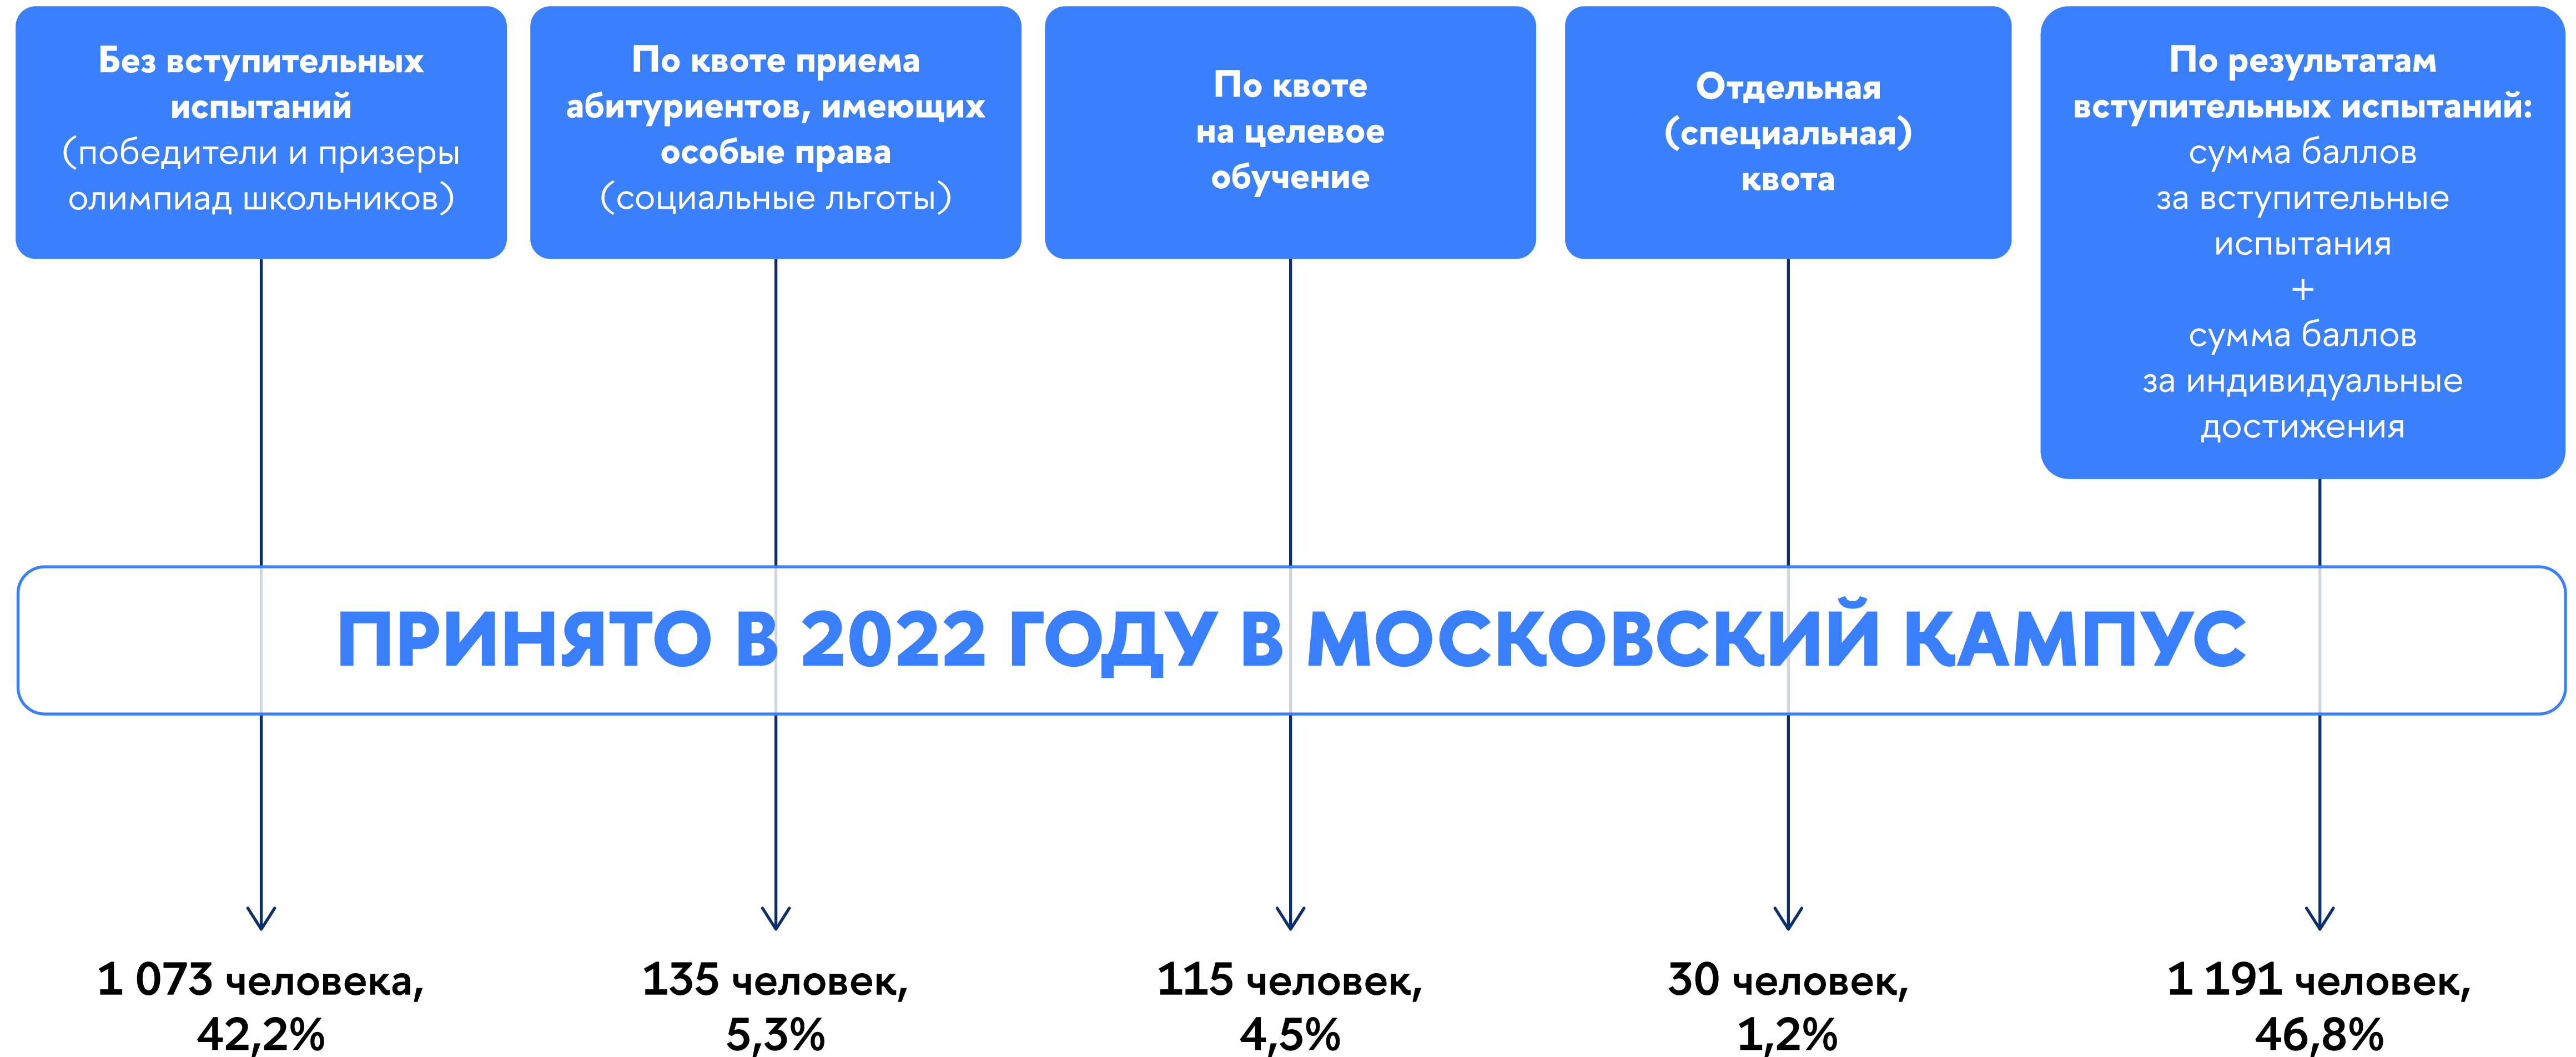 Без вступительных
испытаний
(победители и призеры
олимпиад школьников)
По квоте приема
абитуриентов, имеющих
особые права
(социальные льготы)
По квоте
на целевое
обучение
Отдельная
(специальная)
квота
По результатам
вступительных испытаний:
сумма баллов
за вступительные
испытания
+
сумма баллов
за индивидуальные
достижения
ПРИНЯТО В 2022 ГОДУ В МОСКОВСКИЙ КАМПУС
1 073 человека,
42,2%
135 человек,
5,3%
115 человек,
4,5%
30 человек,
1,2%
1 191 человек,
46,8%